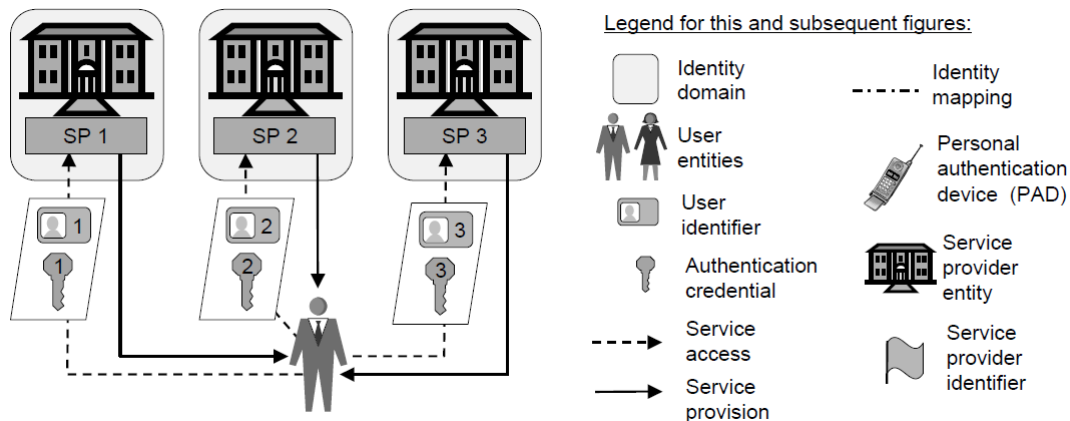 Legend for this and subsequent figures:
SP 1
SP 2
SP 3
1
2
3
1
2
3
Identity
domain
User
entities
User
identifier
Authentication
credential
Service
access
Service
provision
Identity
mapping
Personal
authentication
device (PAD)
Service
provider
entity
Service
provider
identifier